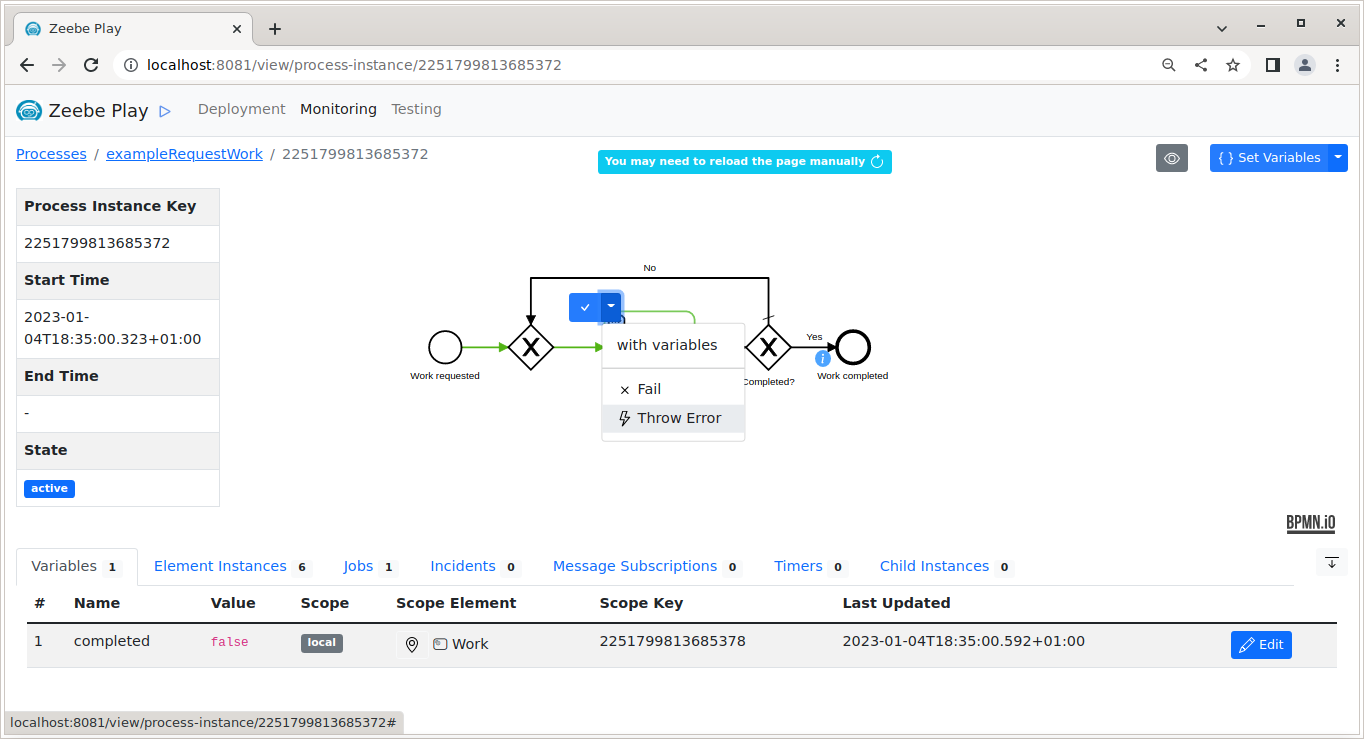 Zeebe Play
localhost:8081/view/process-instance/2251799813685372
Zeebe Play Deployment Monitoring Testing
Processes / exampleRequestWork / 2251799813685372
You may need to reload the page manually
{ } Set Variables
Process Instance Key
2251799813685372
Start Time
2023-01-
04T18:35:00.323+01:00
End Time
-
State
active
No
Work requested
with variables
Fail
Throw Error
Completed?
Yes
Work completed
BPMN.iO
Variables 1 Element Instances 6 Jobs 1 Incidents 0 Message Subscriptions 0 Timers 0 Child Instances 0
# Name Value Scope Scope Element Scope Key Last Updated
1 completed false local Work 2251799813685378 2023-01-04T18:35:00.592+01:00 Edit
localhost:8081/view/process-instance/2251799813685372#